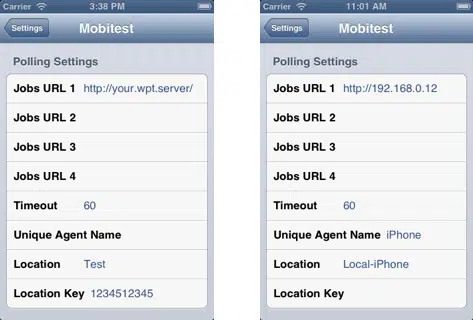 Carrier 3:38 PM
Settings Mobitest
Polling Settings
Jobs URL 1 http://your.wpt.server/
Jobs URL 2
Jobs URL 3
Jobs URL 4
Timeout 60
Unique Agent Name
Location Test
Location Key 1234512345
Carrier 11:01 AM
Settings Mobitest
Polling Settings
Jobs URL 1 http://192.168.0.12
Jobs URL 2
Jobs URL 3
Jobs URL 4
Timeout 60
Unique Agent Name iPhone
Location Local-iPhone
Location Key